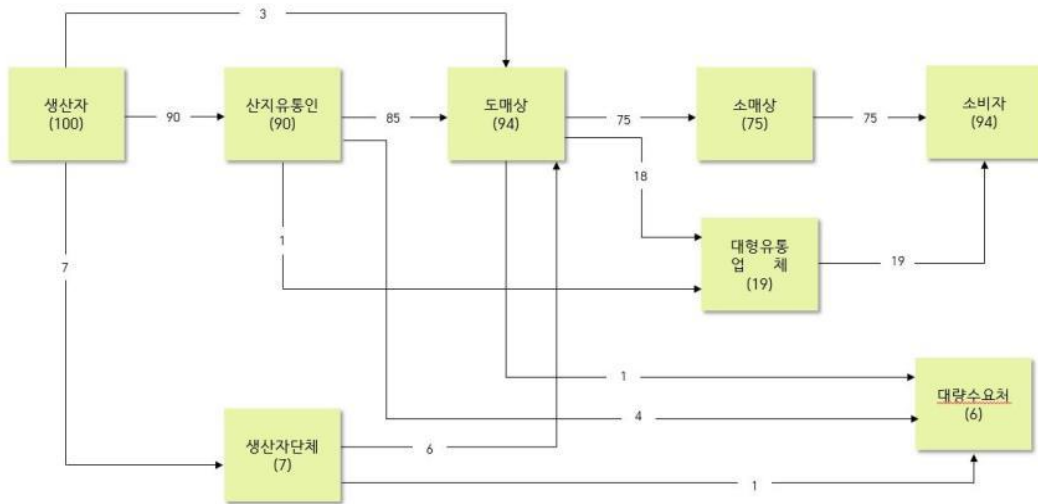 3
생산자
(100)
90
산지유통인
(90)
85
도매상
(94)
75
소매상
(75)
75
소비자
(94)
18
1
7
대형유통
업 체
(19)
19
1
대량수요처
(6)
4
생산자단체
(7)
6
1